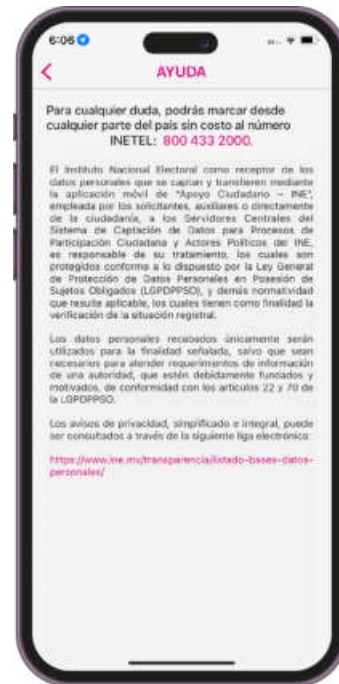 6:06
AYUDA
Para cualquier duda, podrás marcar desde
cualquier parte del país sin costo al número
INETEL: 800 433 2000.
El Instituto Nacional Electoral como receptor de los
datos personales que se captan y transfieren mediante
la aplicación móvil de "Apoyo Ciudadano – INE",
empleada por los solicitantes, auxiliares o directamente
de la ciudadanía, a los Servidores Centrales del
Sistema de Captación de Datos para Procesos de
Participación Ciudadana y Actores Políticos del INE,
es responsable de su tratamiento, los cuales son
protegidos conforme a lo dispuesto por la Ley General
de Protección de Datos Personales en Posesión de
Sujetos Obligados (LGPDPPSO), y demás normatividad
que resulte aplicable, los cuales tienen como finalidad la
verificación de la situación registral.
Los datos personales recabados únicamente serán
utilizados para la finalidad señalada, salvo que sean
necesarios para atender requerimientos de información
de una autoridad, que estén debidamente fundados y
motivados, de conformidad con los artículos 22 y 70 de
la LGPDPPSO.
Los avisos de privacidad, simplificado e integral, puede
ser consultados a través de la siguiente liga electrónica:
https://www.ine.mx/transparencia/listado-bases-datos-
personales/